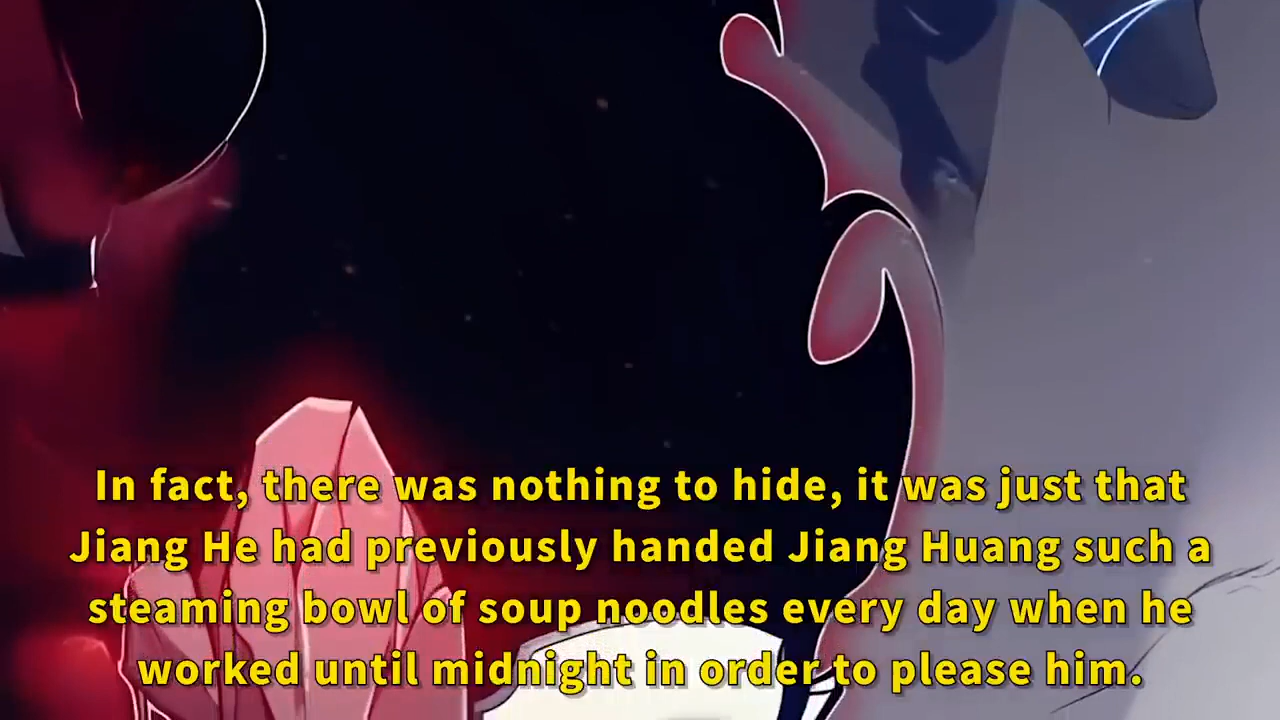 In fact, there was nothing to hide, it was just that
Jiang He had previously handed Jiang Huang such a
steaming bowl of soup noodles every day when he
worked until midnight in order to please him.